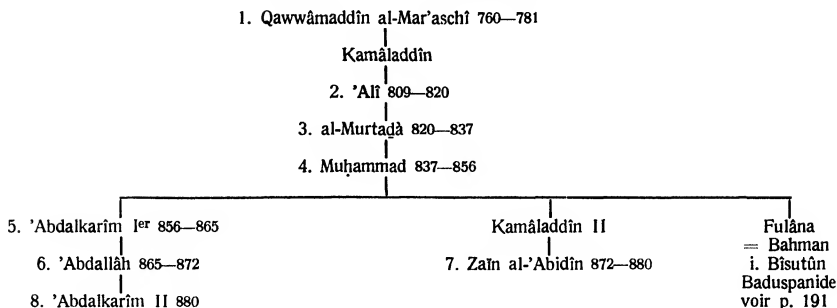 1. Qawwâmaddîn al-Mar'aschî 760—781
Kamâladdîn
2. 'Alî 809—820
3. al-Murtaḍà 820—837
4. Muḥammad 837—856
5. 'Abdalkarîm Ier 856—865
Kamâladdîn II
Fulâna
= Bahman
6. 'Abdallâh 865—872
7. Zaïn al-'Abidîn 872—880
i. Bîsutûn
Baduspanide
8. 'Abdalkarîm II 880
voir p. 191